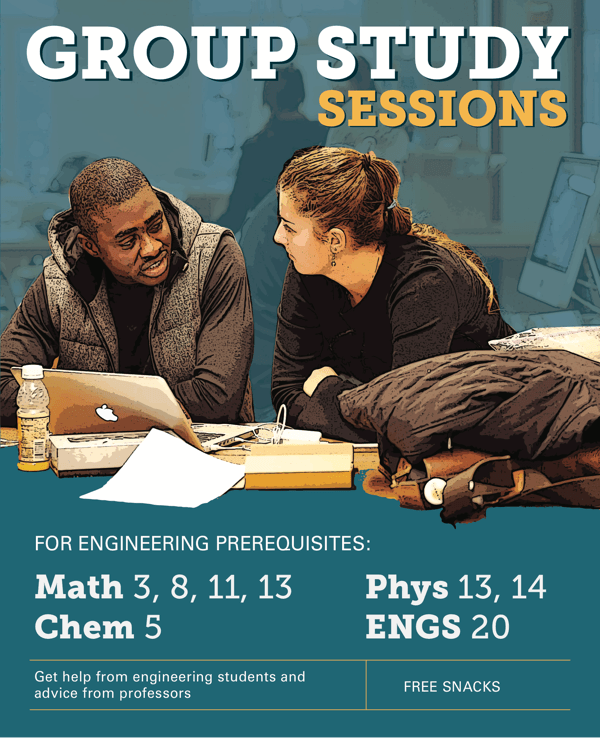 GROUP STUDY
SESSIONS
FOR ENGINEERING PREREQUISITES:
Math 3, 8, 11, 13
Chem 5
Phys 13, 14
ENGS 20
Get help from engineering students and
advice from professors
FREE SNACKS